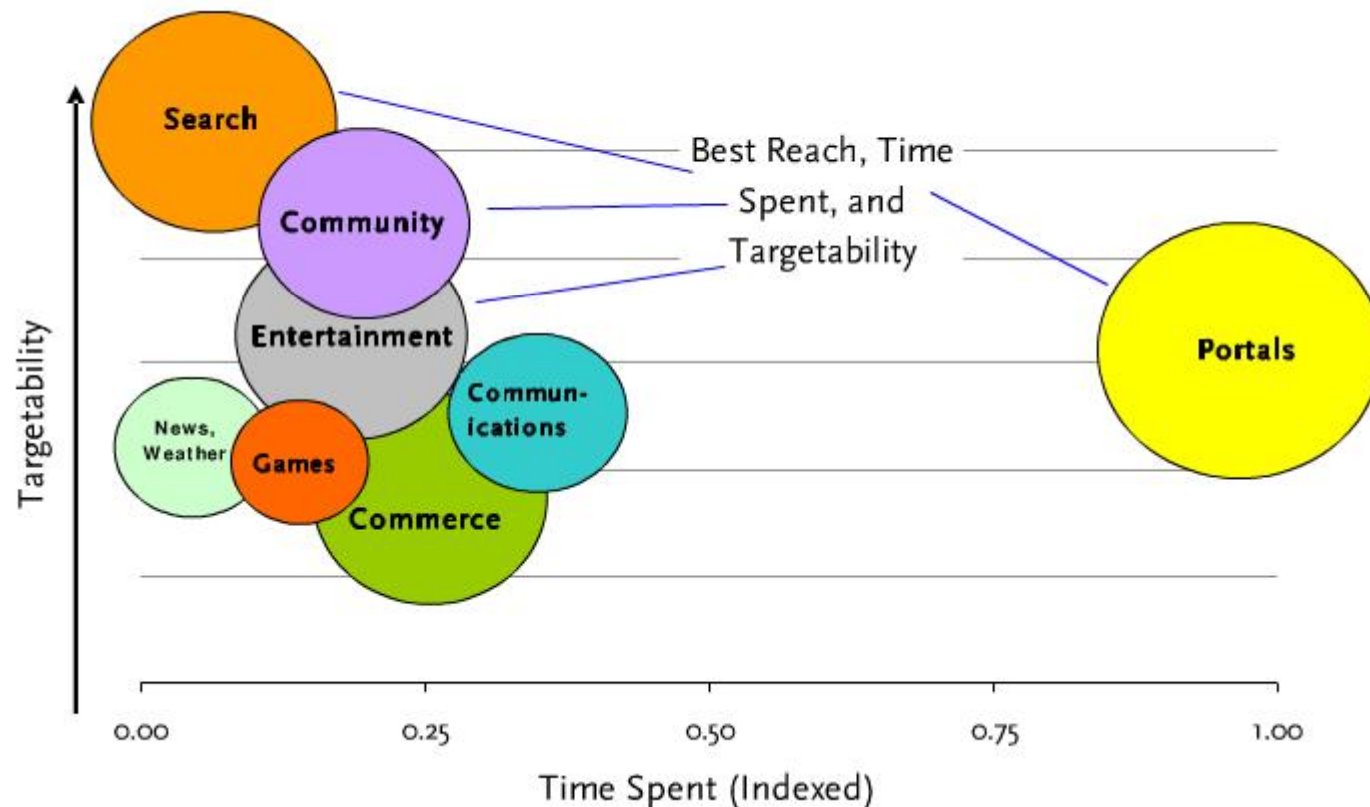 Search
Best Reach, Time
Spent, and
Targetability
Community
Entertainment
Portals
Commun-
ications
News,
Weather
Games
Commerce
Targetability
0.00 0.25 0.50 0.75 1.00
Time Spent (Indexed)